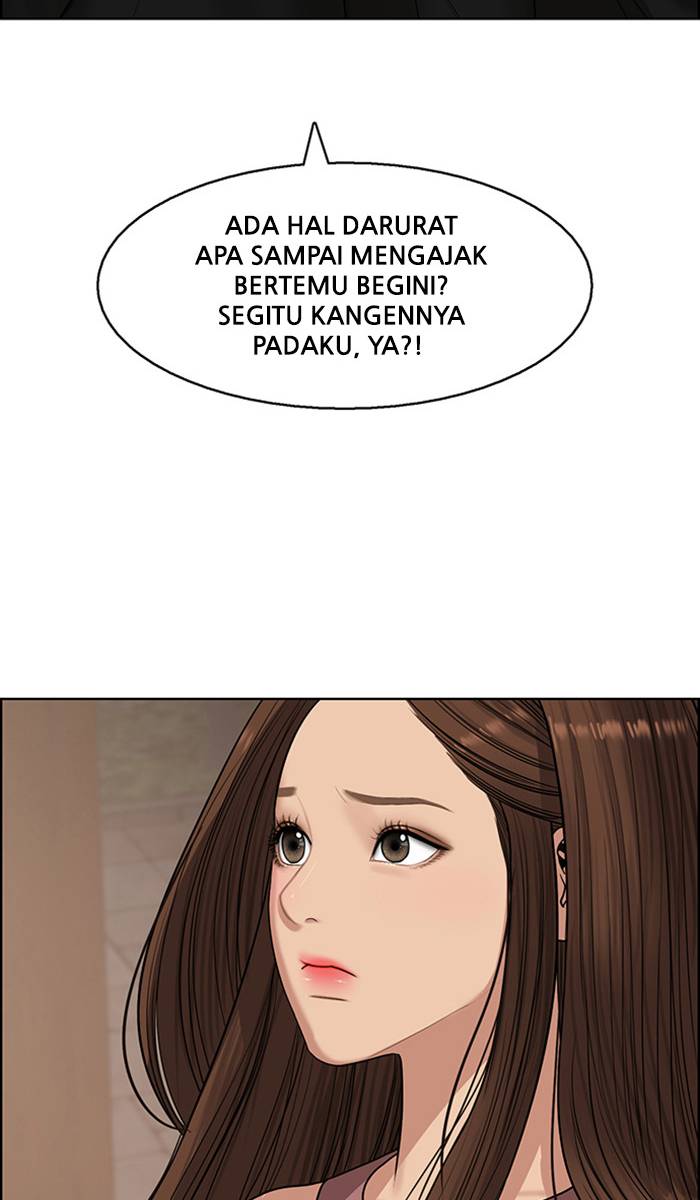 ADA HAL DARURAT
APA SAMPAI MENGAJAK
BERTEMU BEGINI?
SEGITU KANGENNYA
PADAKU, YA?!